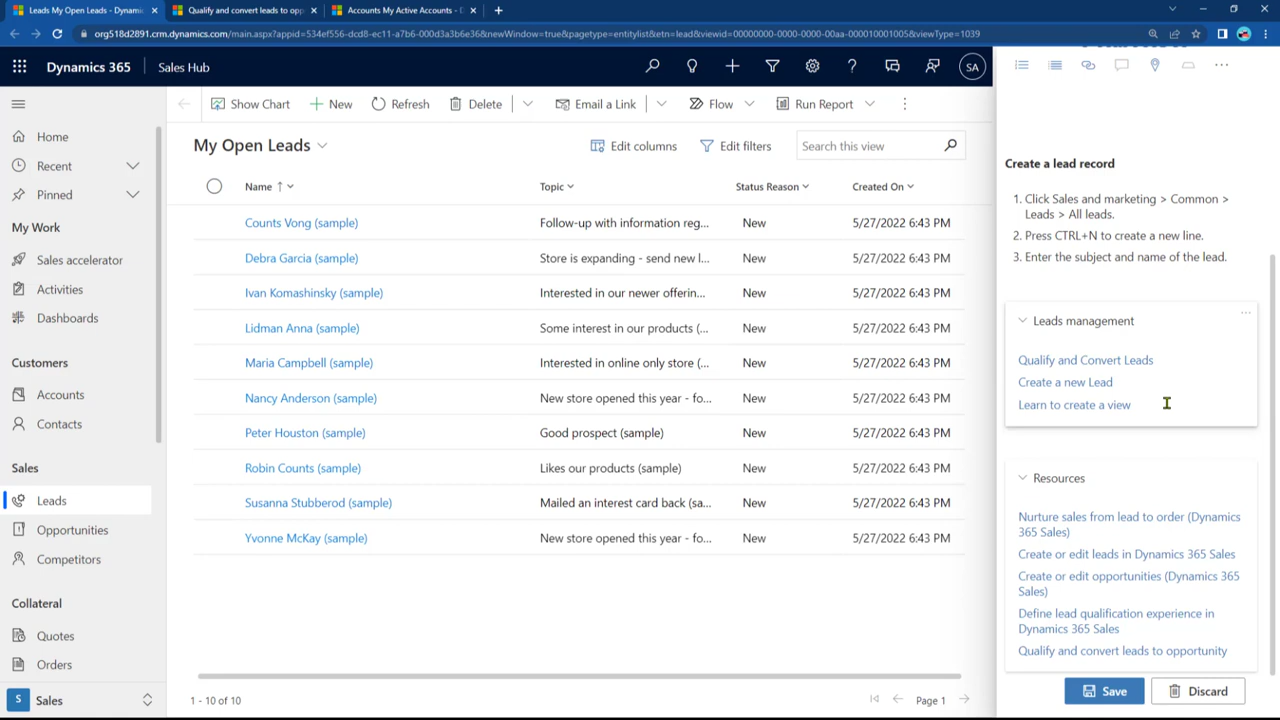 Leads My Open Leads - Dynamic
Qualify and convert leads to opp
Accounts My Active Accounts - D
org518d2891.crm.dynamics.com/main.aspx?appid=534ef556-dcd8-ec11-a7b6-000d3a3b6e36&newWindow=true&pagetype=entitylist&etn=lead&viewid=00000000-0000-0000-00aa-000010001005&viewType=1039
Dynamics 365
Sales Hub
SA
Show Chart
New
Refresh
Delete
Email a Link
Flow
Run Report
Home
Recent
Pinned
My Work
Sales accelerator
Activities
Dashboards
Customers
Accounts
Contacts
Sales
Leads
Opportunities
Competitors
Collateral
Quotes
Orders
S Sales
My Open Leads
Edit columns
Edit filters
Search this view
Name Topic Status Reason Created On
Counts Vong (sample) Follow-up with information reg... New 5/27/2022 6:43 PM
Debra Garcia (sample) Store is expanding - send new l... New 5/27/2022 6:43 PM
Ivan Komashinsky (sample) Interested in our newer offerin... New 5/27/2022 6:43 PM
Lidman Anna (sample) Some interest in our products (... New 5/27/2022 6:43 PM
Maria Campbell (sample) Interested in online only store (... New 5/27/2022 6:43 PM
Nancy Anderson (sample) New store opened this year - fo... New 5/27/2022 6:43 PM
Peter Houston (sample) Good prospect (sample) New 5/27/2022 6:43 PM
Robin Counts (sample) Likes our products (sample) New 5/27/2022 6:43 PM
Susanna Stubberod (sample) Mailed an interest card back (sa... New 5/27/2022 6:43 PM
Yvonne McKay (sample) New store opened this year - fo... New 5/27/2022 6:43 PM
1 - 10 of 10
Page 1
Create a lead record
1. Click Sales and marketing > Common >
Leads > All leads.
2. Press CTRL+N to create a new line.
3. Enter the subject and name of the lead.
Leads management
Qualify and Convert Leads
Create a new Lead
Learn to create a view
Resources
Nurture sales from lead to order (Dynamics
365 Sales)
Create or edit leads in Dynamics 365 Sales
Create or edit opportunities (Dynamics 365
Sales)
Define lead qualification experience in
Dynamics 365 Sales
Qualify and convert leads to opportunity
Save
Discard